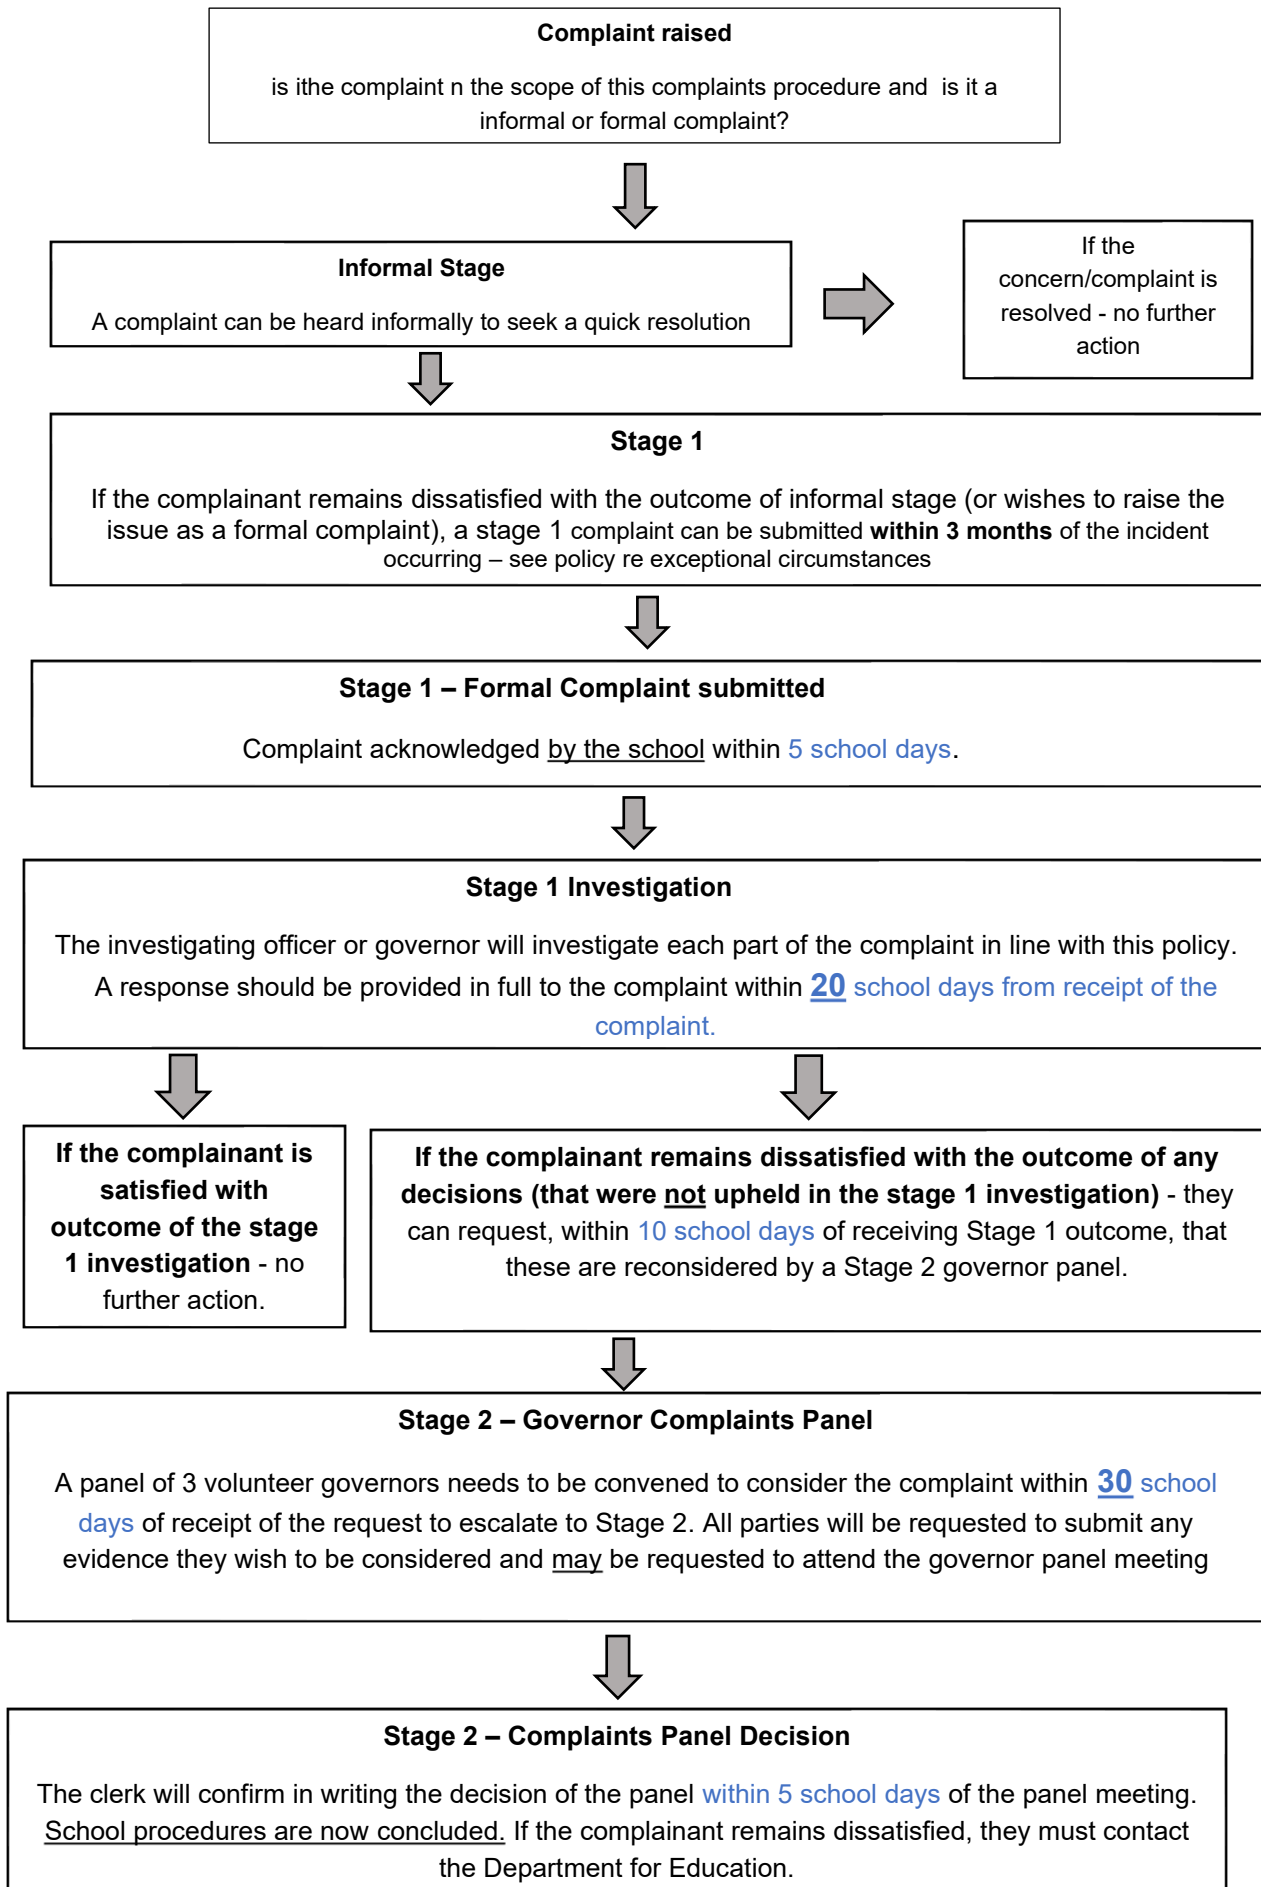 Complaint raised
is ithe complaint n the scope of this complaints procedure and  is it a
informal or formal complaint?
Informal Stage
A complaint can be heard informally to seek a quick resolution
If the
concern/complaint is
resolved - no further
action
Stage 1
If the complainant remains dissatisfied with the outcome of informal stage (or wishes to raise the
issue as a formal complaint), a stage 1 complaint can be submitted within 3 months of the incident
occurring – see policy re exceptional circumstances
Stage 1 – Formal Complaint submitted
Complaint acknowledged by the school within 5 school days.
Stage 1 Investigation
The investigating officer or governor will investigate each part of the complaint in line with this policy.
A response should be provided in full to the complaint within 20 school days from receipt of the
complaint.
If the complainant is
satisfied with
outcome of the stage
1 investigation - no
further action.
If the complainant remains dissatisfied with the outcome of any
decisions (that were not upheld in the stage 1 investigation) - they
can request, within 10 school days of receiving Stage 1 outcome, that
these are reconsidered by a Stage 2 governor panel.
Stage 2 – Governor Complaints Panel
A panel of 3 volunteer governors needs to be convened to consider the complaint within 30 school
days of receipt of the request to escalate to Stage 2. All parties will be requested to submit any
evidence they wish to be considered and may be requested to attend the governor panel meeting
Stage 2 – Complaints Panel Decision
The clerk will confirm in writing the decision of the panel within 5 school days of the panel meeting.
School procedures are now concluded. If the complainant remains dissatisfied, they must contact
the Department for Education.